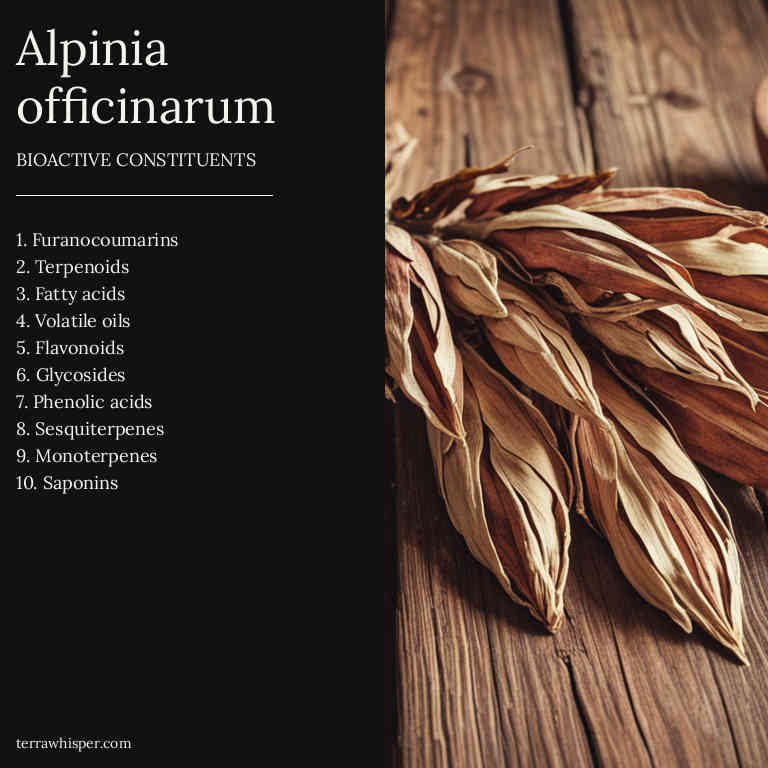 Alpinia
officinarum
BIOACTIVE CONSTITUENTS
1. Furanocoumarins
2. Terpenoids
3. Fatty acids
4. Volatile oils
5. Flavonoids
6. Glycosides
7. Phenolic acids
8. Sesquiterpenes
9. Monoterpenes
10. Saponins
terrawhisper.com